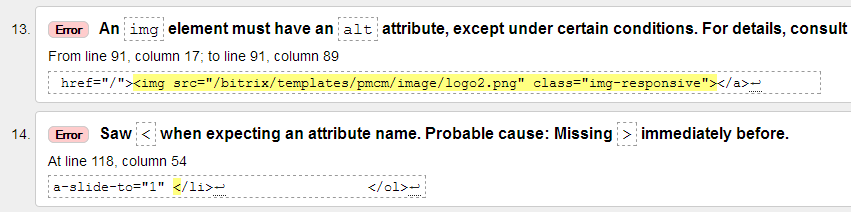 13. Error An img element must have an alt attribute, except under certain conditions. For details, consult
From line 91, column 17; to line 91, column 89
href="/"><img src="/bitrix/templates/pmcm/image/logo2.png" class="img-responsive"></a>↩
14. Error Saw < when expecting an attribute name. Probable cause: Missing > immediately before.
At line 118, column 54
a-slide-to="1" </li>↩ </ol>↩